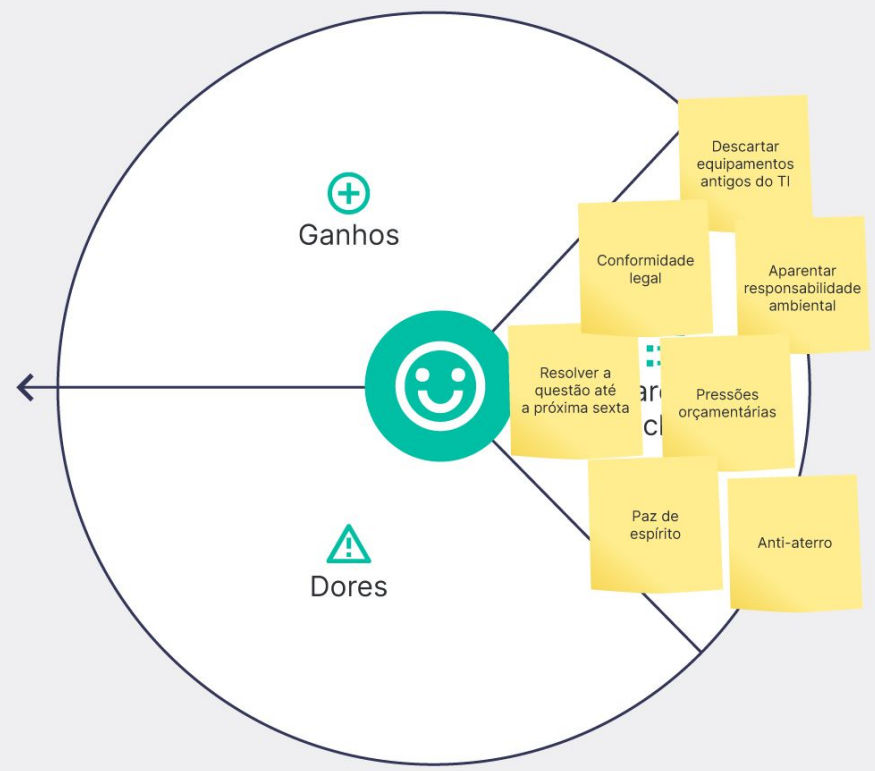 Ganhos
Dores
Descartar
equipamentos
antigos do TI
Conformidade
legal
Aparentar
responsabilidade
ambiental
Resolver a
questão até
a próxima sexta
Pressões
orçamentárias
Paz de
espírito
Anti-aterro